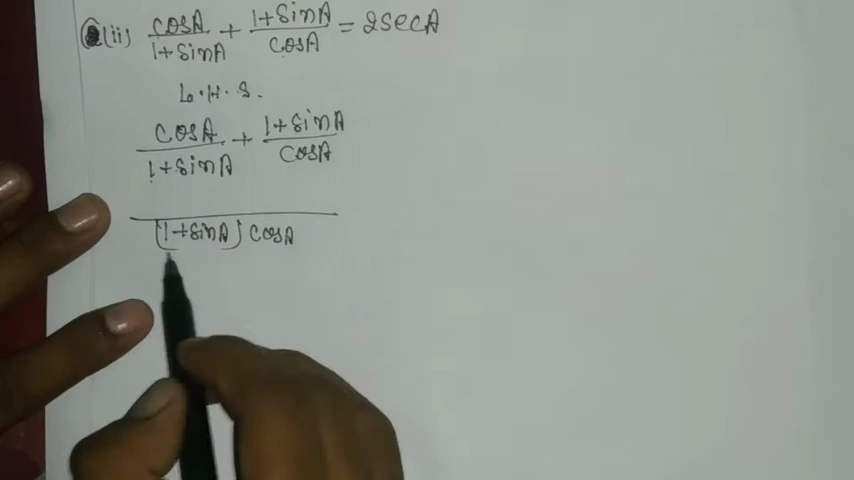 (ii) cosA/1+sinA + 1+sinA/cosA = 2secA
L.H.S.
cosA/1+sinA + 1+sinA/cosA
(1+sinA) cosA